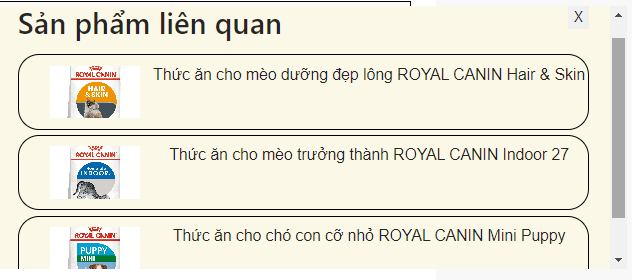 Sản phẩm liên quan
X
ROYAL CANIN
HAIR
& SKIN
Thức ăn cho mèo dưỡng đẹp lông ROYAL CANIN Hair & Skin
ROYAL CANIN
INDOOR
Thức ăn cho mèo trưởng thành ROYAL CANIN Indoor 27
ROYAL CANIN
PUPPY
MINI
Thức ăn cho chó con cỡ nhỏ ROYAL CANIN Mini Puppy